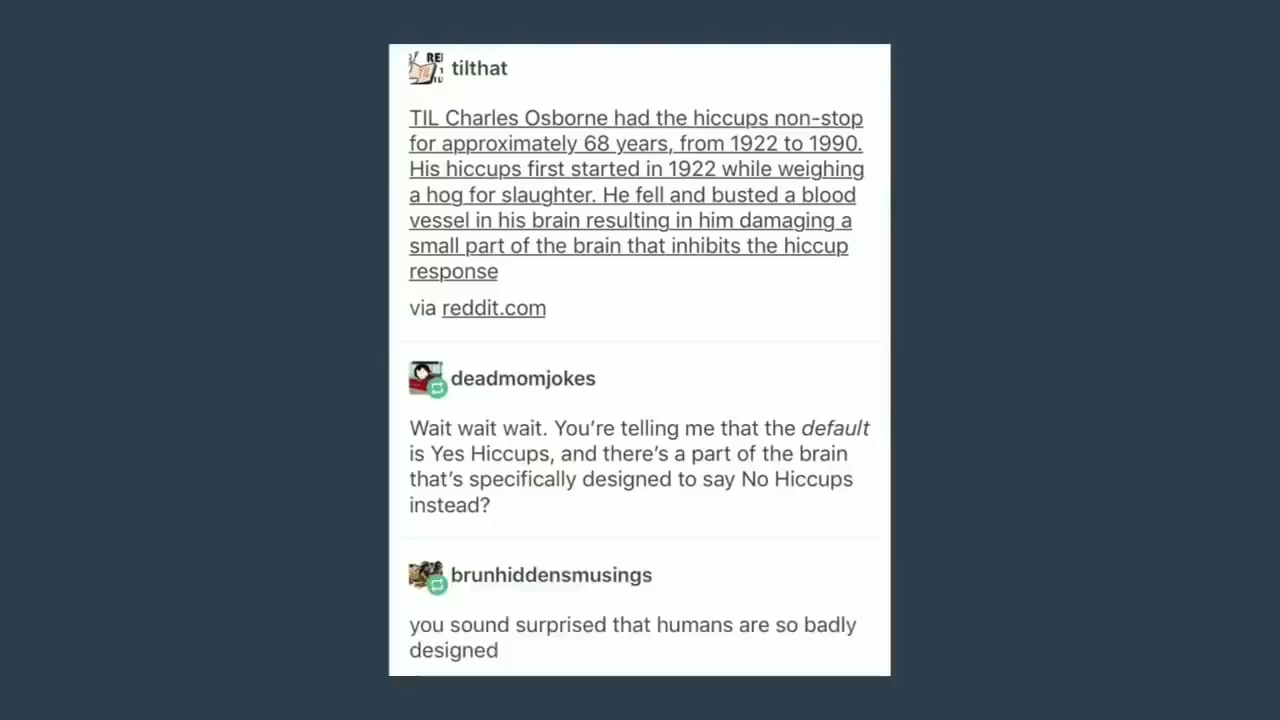 tilthat
TIL Charles Osborne had the hiccups non-stop
for approximately 68 years, from 1922 to 1990.
His hiccups first started in 1922 while weighing
a hog for slaughter. He fell and busted a blood
vessel in his brain resulting in him damaging a
small part of the brain that inhibits the hiccup
response
via reddit.com
deadmomjokes
Wait wait wait. You’re telling me that the default
is Yes Hiccups, and there’s a part of the brain
that’s specifically designed to say No Hiccups
instead?
brunhiddensmusings
you sound surprised that humans are so badly
designed